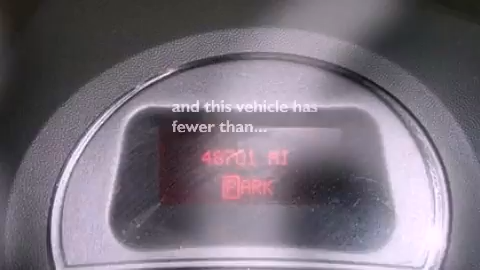 and this vehicle has
fewer than...
48701 MI
PARK